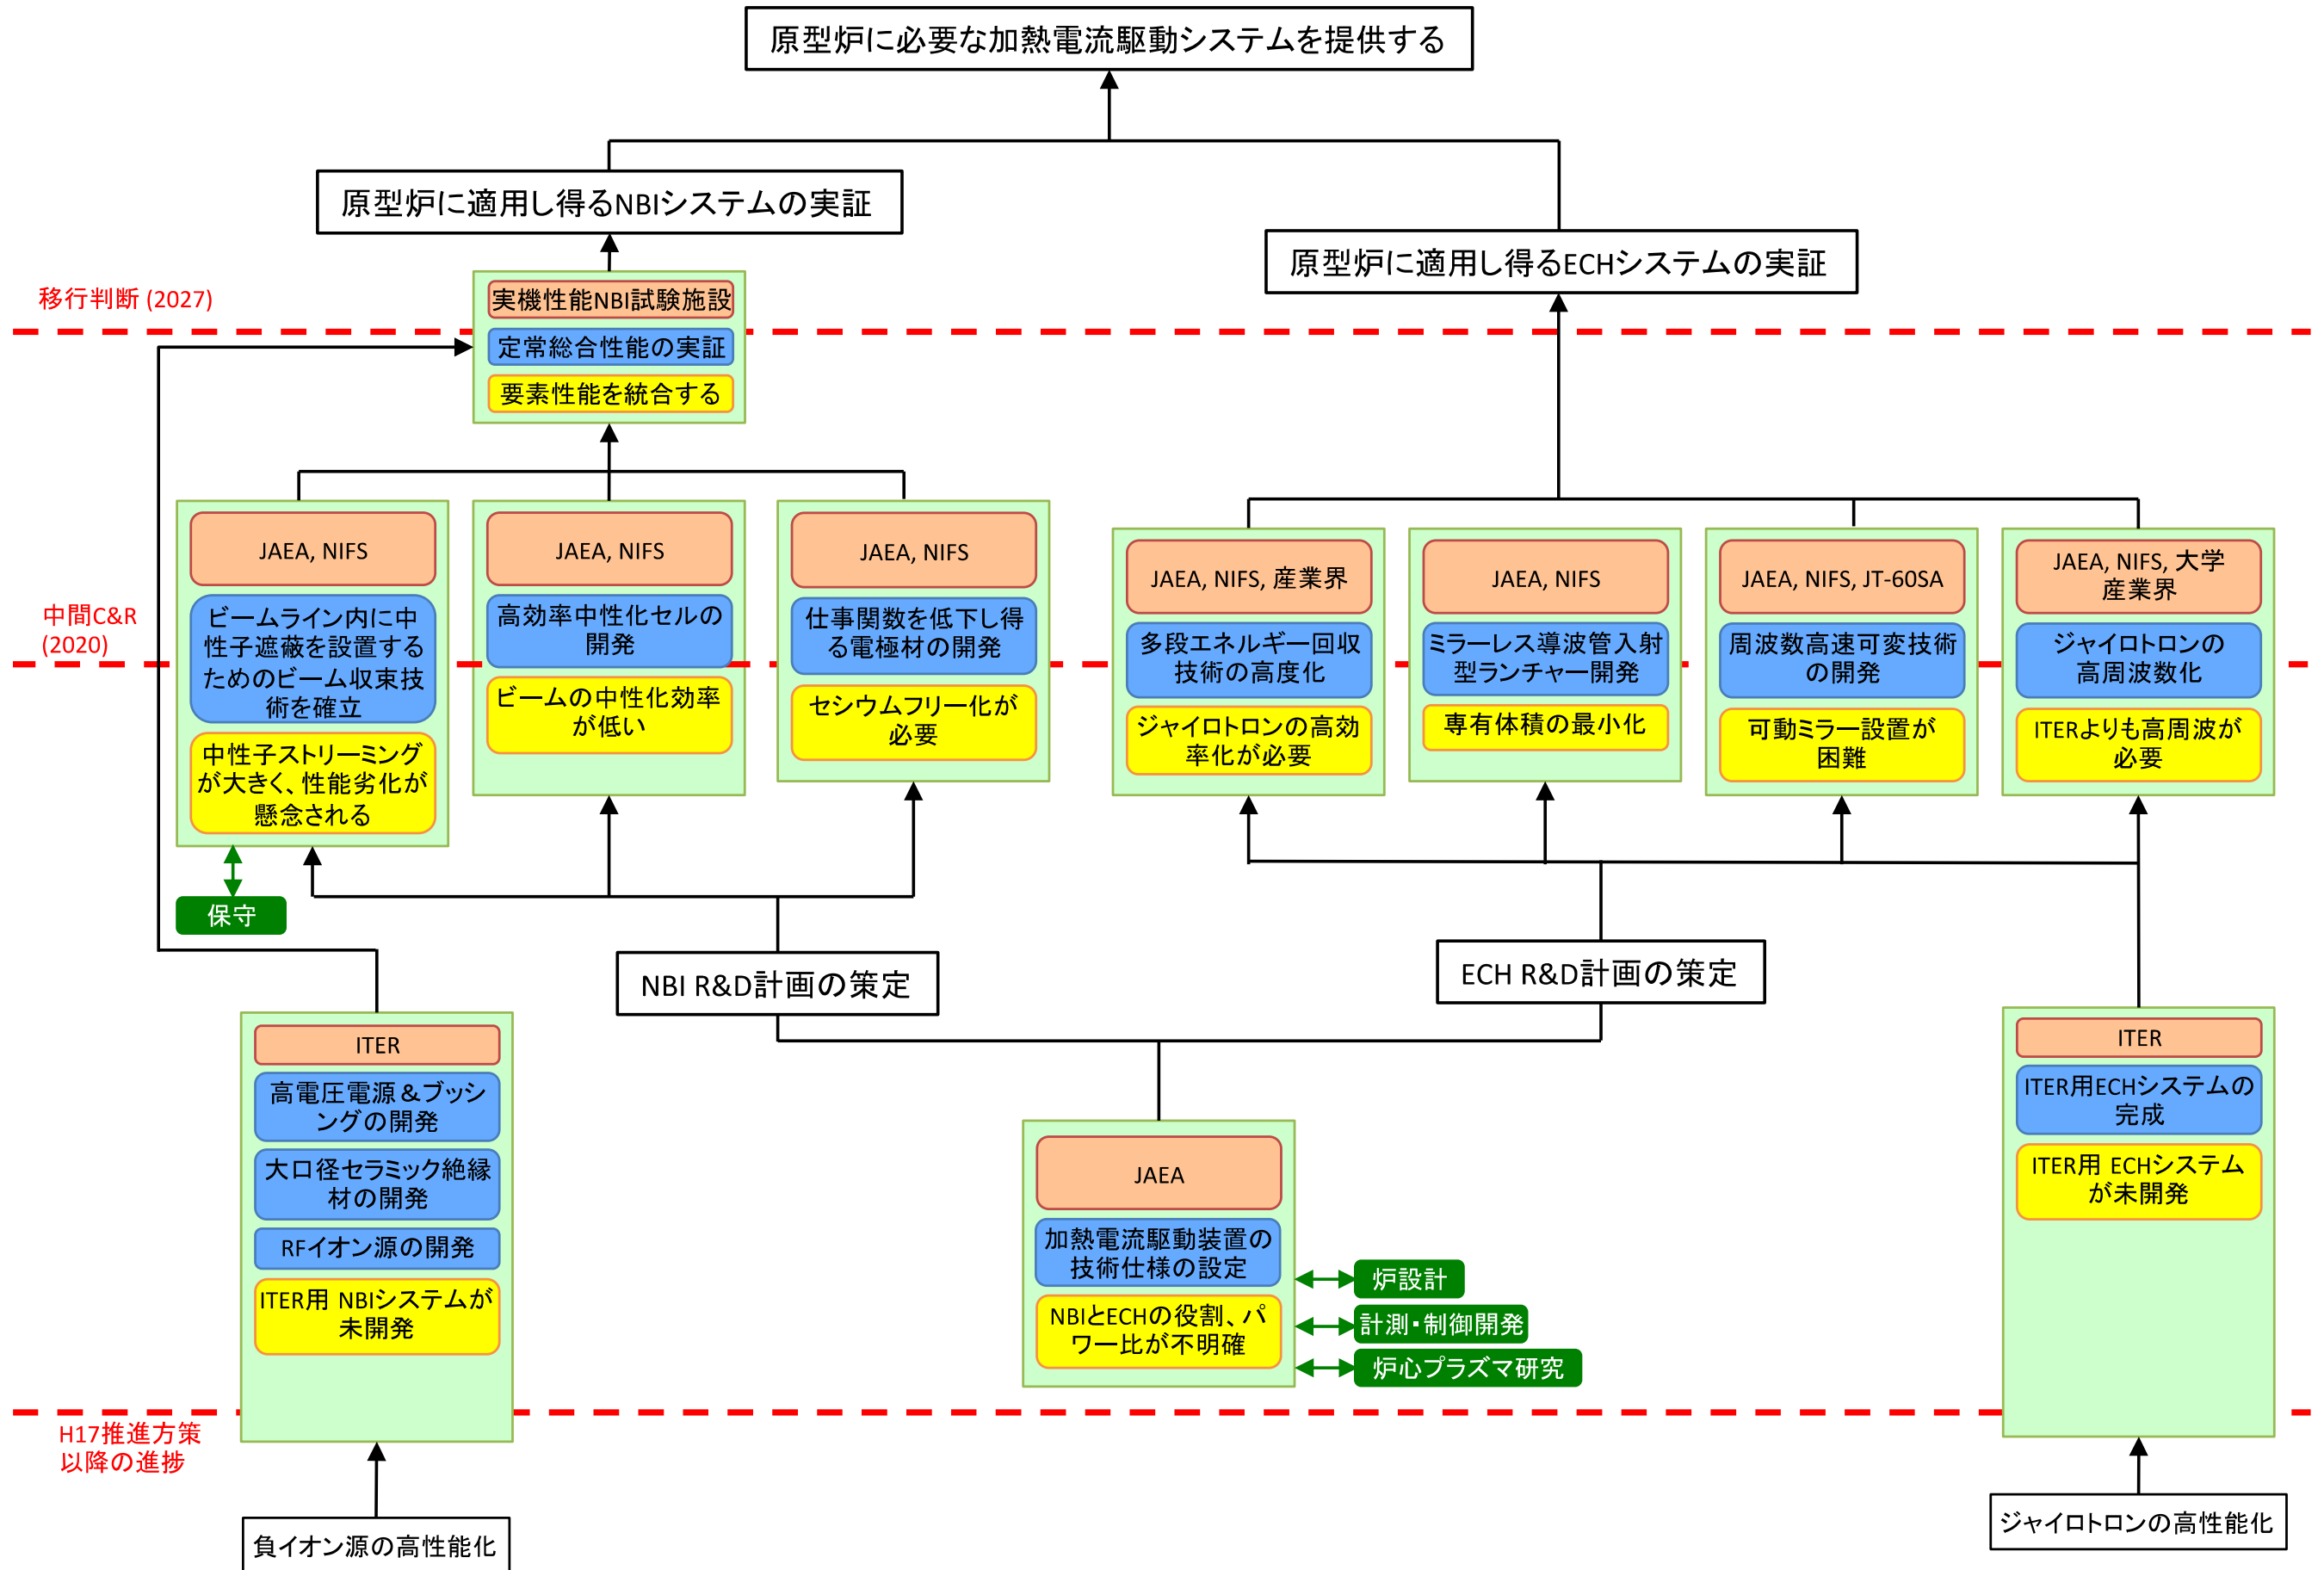 原型炉に必要な加熱電流駆動システムを提供する
原型炉に適用し得るNBIシステムの実証
原型炉に適用し得るECHシステムの実証
移行判断 (2027)
実機性能NBI試験施設
定常総合性能の実証
要素性能を統合する
中間C&R
(2020)
JAEA, NIFS
ビームライン内に中
性子遮蔽を設置する
ためのビーム収束技
術を確立
中性子ストリーミング
が大きく、性能劣化が
懸念される
JAEA, NIFS
高効率中性化セルの
開発
ビームの中性化効率
が低い
JAEA, NIFS
仕事関数を低下し得
る電極材の開発
セシウムフリー化が
必要
JAEA, NIFS, 産業界
多段エネルギー回収
技術の高度化
ジャイロトロンの高効
率化が必要
JAEA, NIFS
ミラーレス導波管入射
型ランチャー開発
専有体積の最小化
JAEA, NIFS, JT-60SA
周波数高速可変技術
の開発
可動ミラー設置が
困難
JAEA, NIFS, 大学
産業界
ジャイロトロンの
高周波数化
ITERよりも高周波が
必要
保守
NBI R&D計画の策定
ECH R&D計画の策定
ITER
高電圧電源＆ブッシ
ングの開発
大口径セラミック絶縁
材の開発
RFイオン源の開発
ITER用 NBIシステムが
未開発
JAEA
加熱電流駆動装置の
技術仕様の設定
NBIとECHの役割、パ
ワー比が不明確
炉設計
計測・制御開発
炉心プラズマ研究
ITER
ITER用ECHシステムの
完成
ITER用 ECHシステム
が未開発
H17推進方策
以降の進捗
負イオン源の高性能化
ジャイロトロンの高性能化